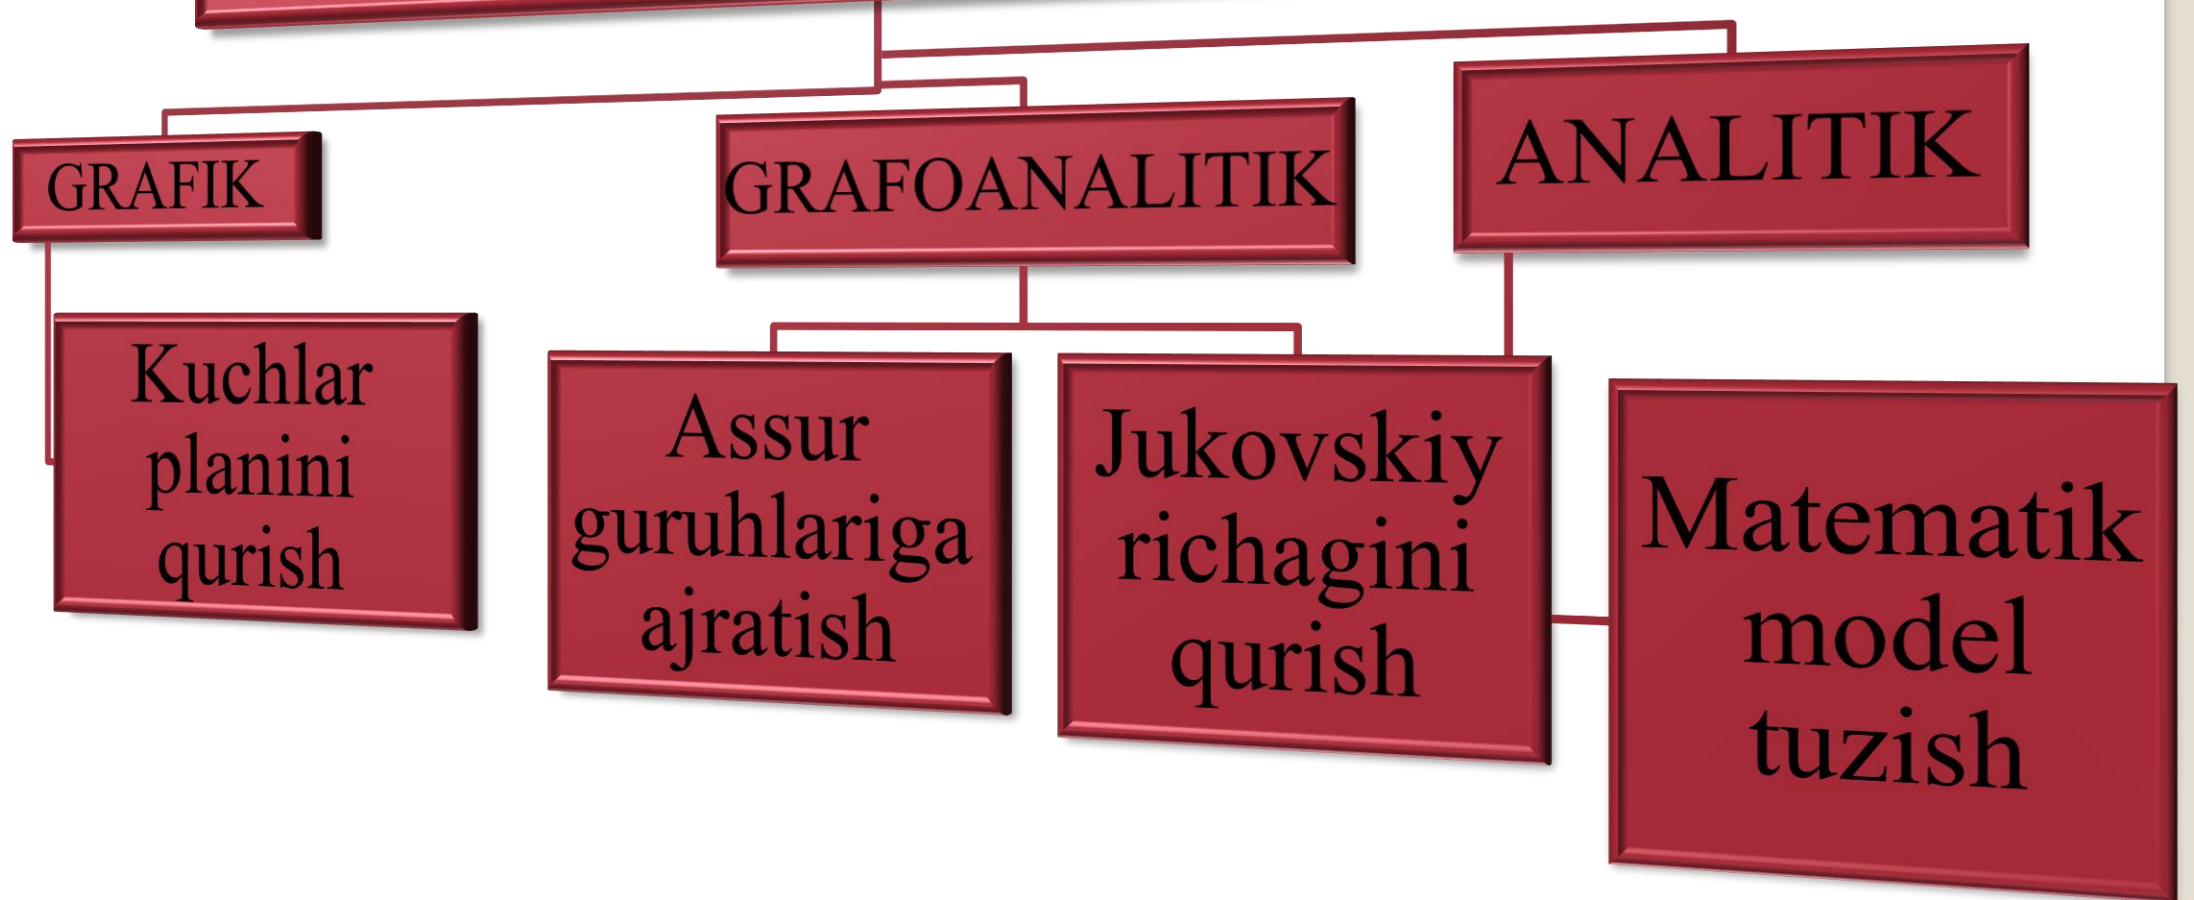 GRAFIK
GRAFOANALITIK
ANALITIK
Kuchlar
planini
qurish
Assur
guruhlariga
ajratish
Jukovskiy
richagini
qurish
Matematik
model
tuzish